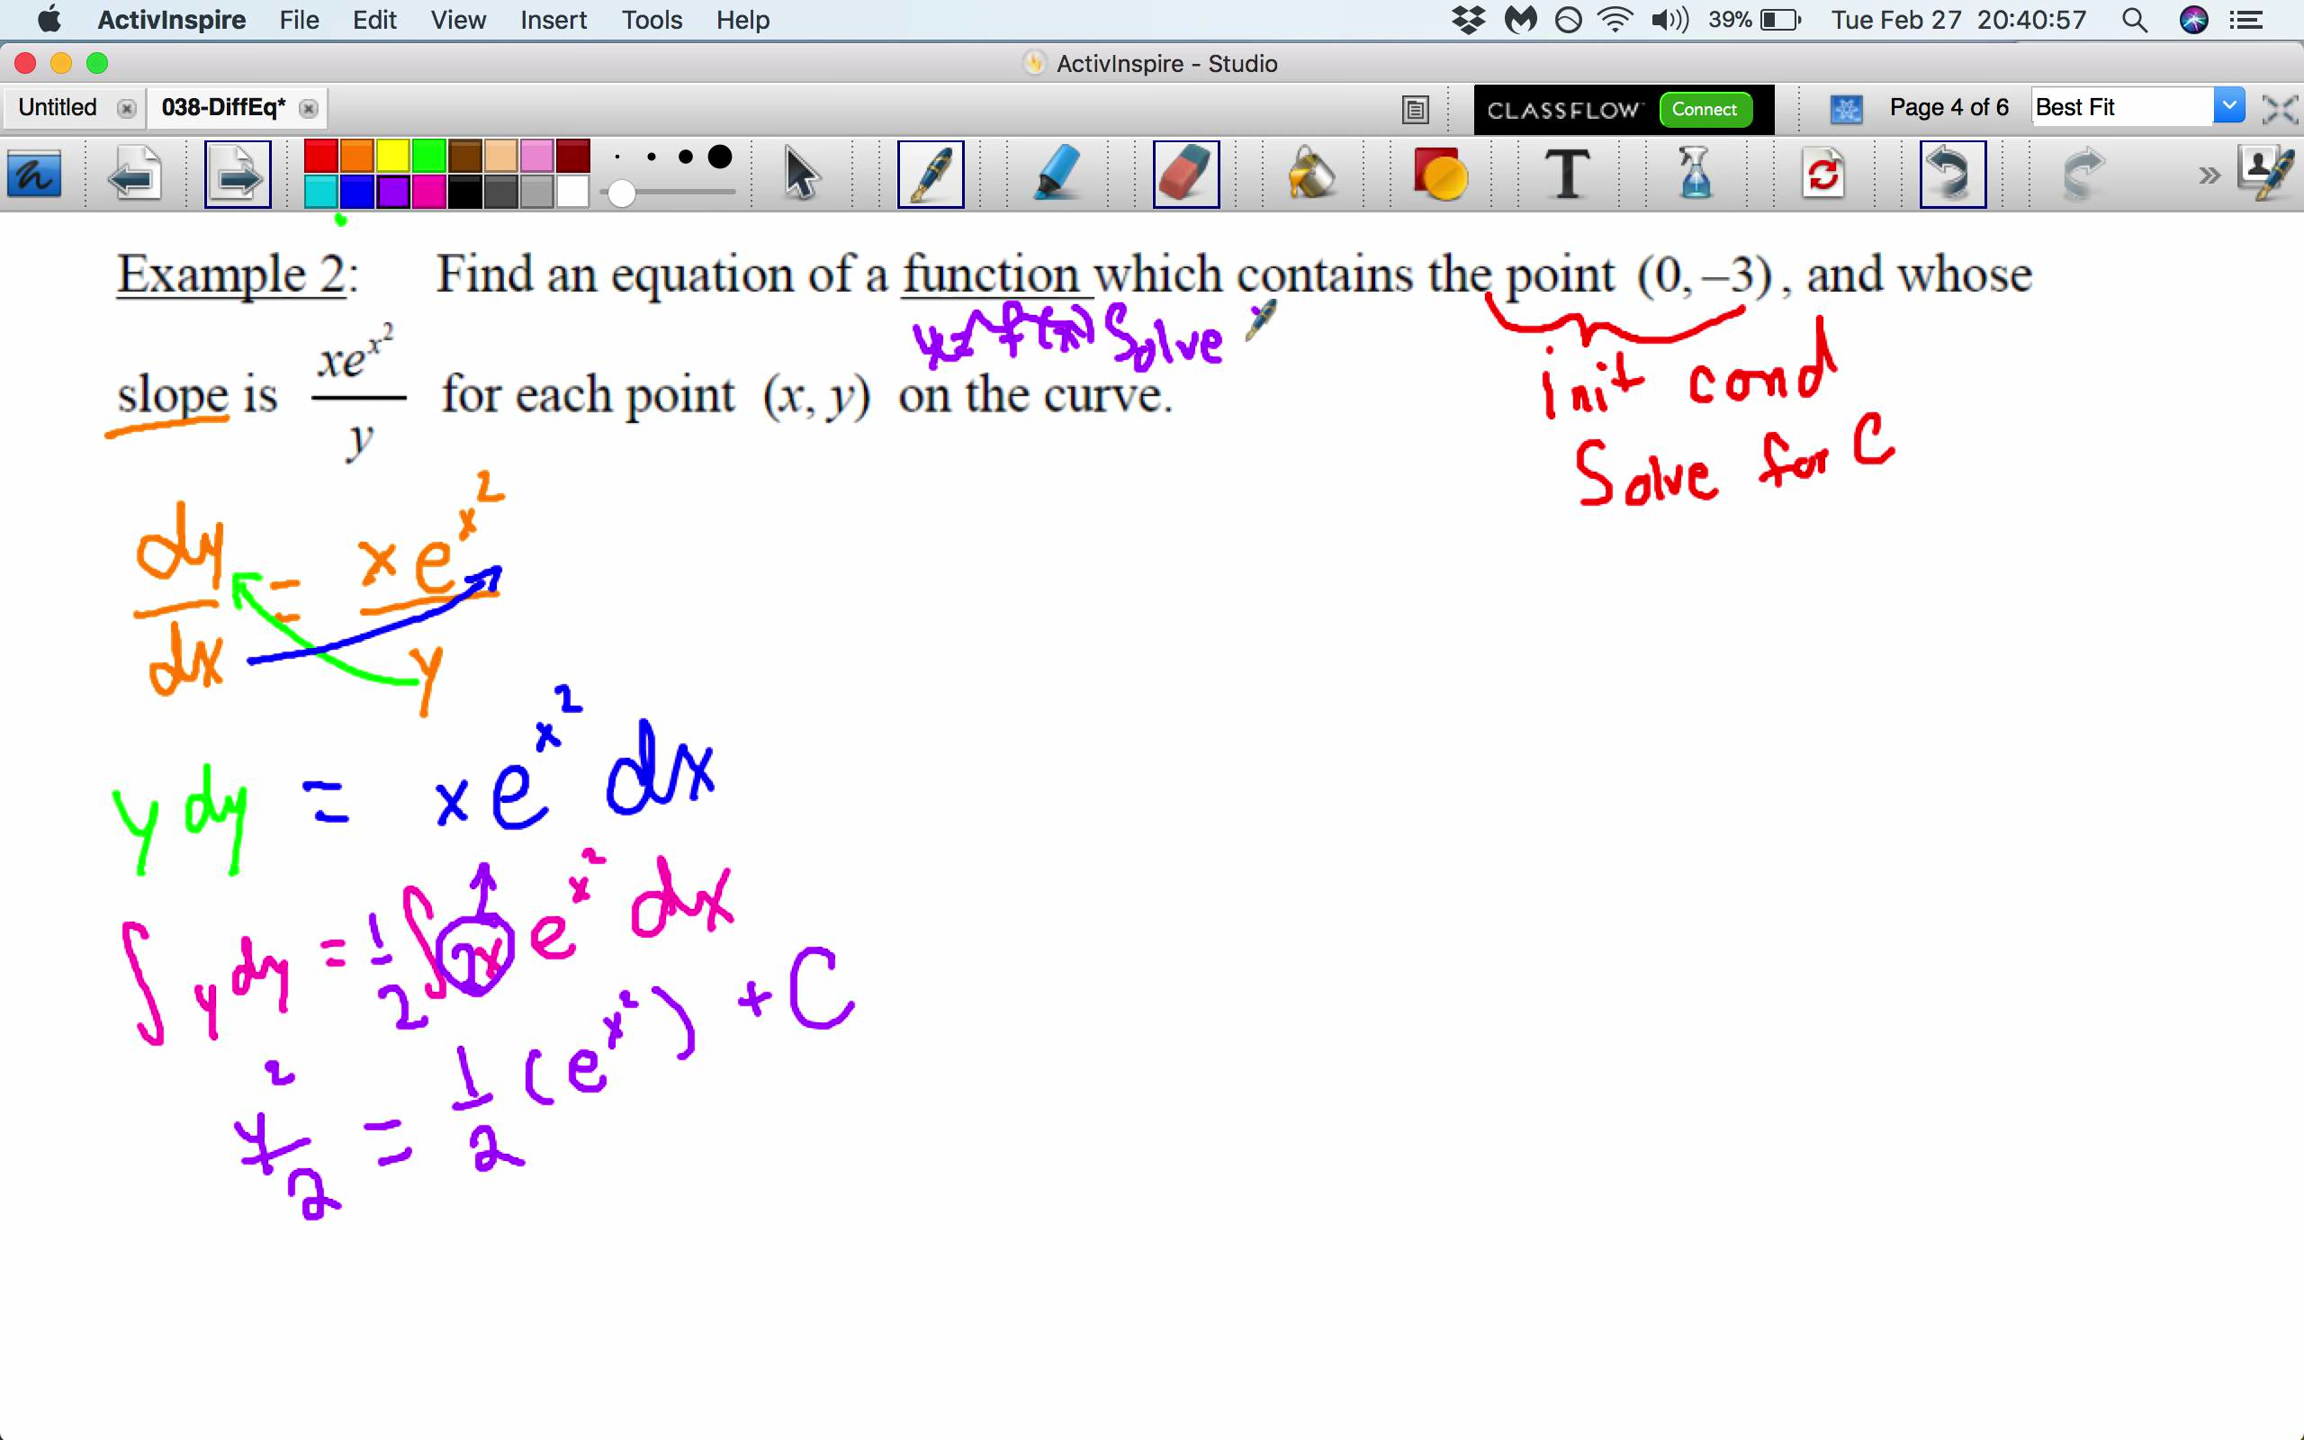 ActivInspire File Edit View Insert Tools Help 39% Tue Feb 27 20:40:57
ActivInspire - Studio
Untitled 038-DiffEq* CLASSFLOW Connect Page 4 of 6 Best Fit
Example 2: Find an equation of a function which contains the point (0, –3), and whose
y = f(x) Solve
init cond
slope is xe^{x^2}/y for each point (x, y) on the curve.
Solve for C
dy/dx = xe^{x^2}/y
y dy = x e^{x^2} dx
∫ y dy = 1/2 ∫ 2x e^{x^2} dx
y^2/2 = 1/2 (e^{x^2}) + C